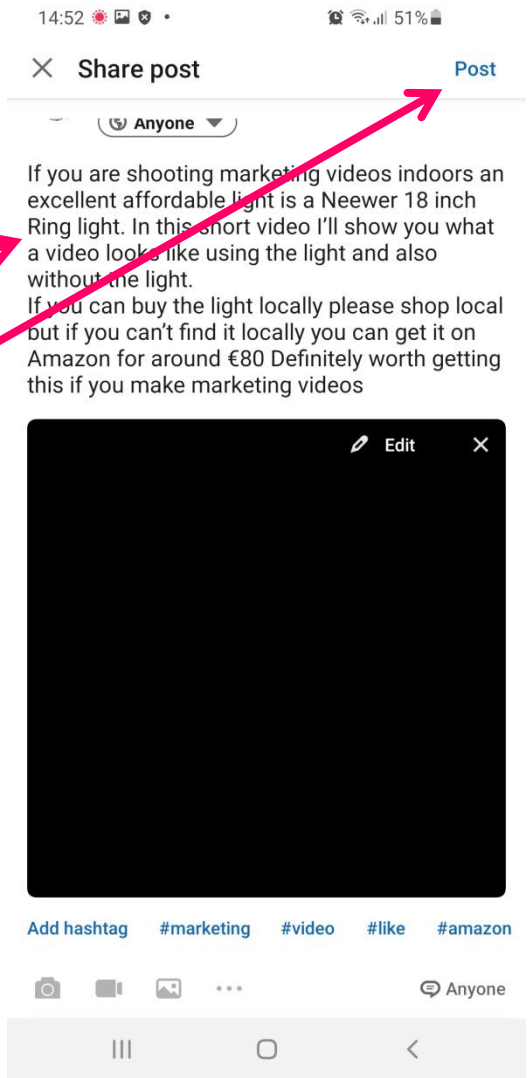 14:52 51%
Share post Post
Anyone
If you are shooting marketing videos indoors an
excellent affordable light is a Neewer 18 inch
Ring light. In this short video I’ll show you what
a video looks like using the light and also
without the light.
If you can buy the light locally please shop local
but if you can’t find it locally you can get it on
Amazon for around €80 Definitely worth getting
this if you make marketing videos
Edit
Add hashtag #marketing #video #like #amazon
Anyone